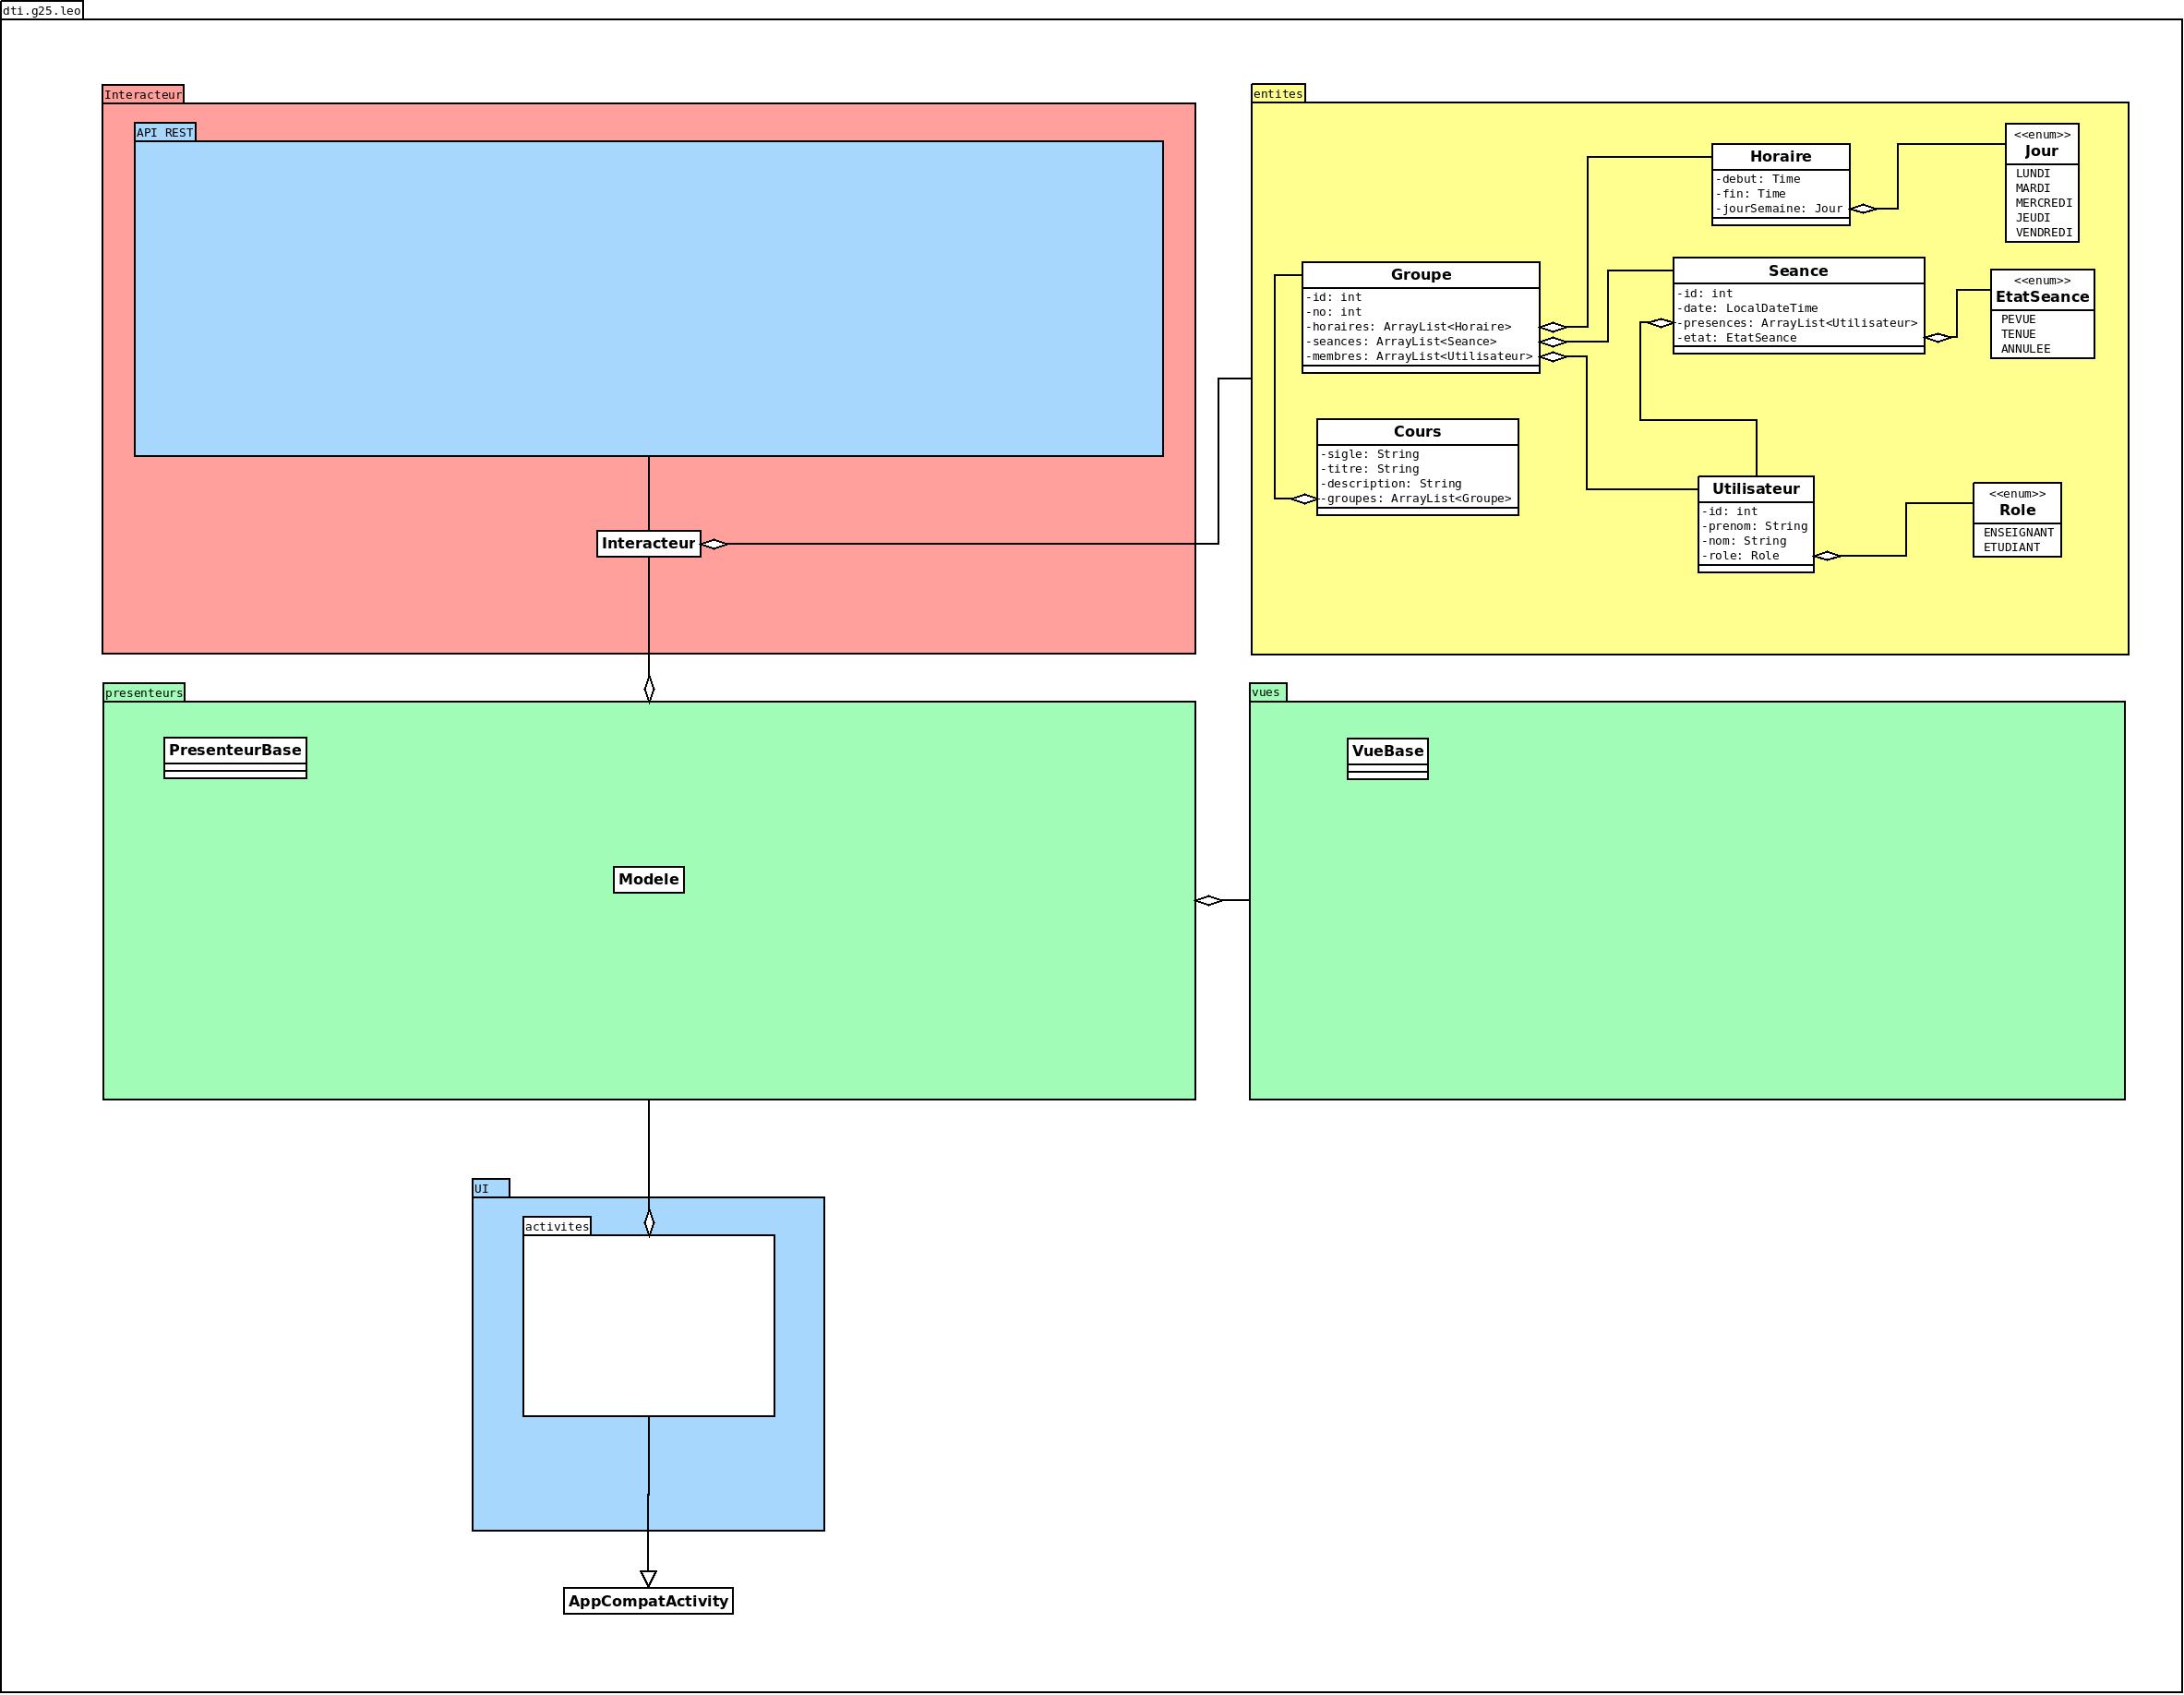 dti.g25.leo
Interacteur
API REST
Interacteur
entites
Horaire
-debut: Time
-fin: Time
-jourSemaine: Jour
<<enum>>
Jour
LUNDI
MARDI
MERCREDI
JEUDI
VENDREDI
Groupe
-id: int
-no: int
-horaires: ArrayList<Horaire>
-seances: ArrayList<Seance>
-membres: ArrayList<Utilisateur>
Seance
-id: int
-date: LocalDateTime
-presences: ArrayList<Utilisateur>
-etat: EtatSeance
<<enum>>
EtatSeance
PEVUE
TENUE
ANNULEE
Cours
-sigle: String
-titre: String
-description: String
-groupes: ArrayList<Groupe>
Utilisateur
-id: int
-prenom: String
-nom: String
-role: Role
<<enum>>
Role
ENSEIGNANT
ETUDIANT
presenteurs
PresenteurBase
Modele
vues
VueBase
UI
activites
AppCompatActivity